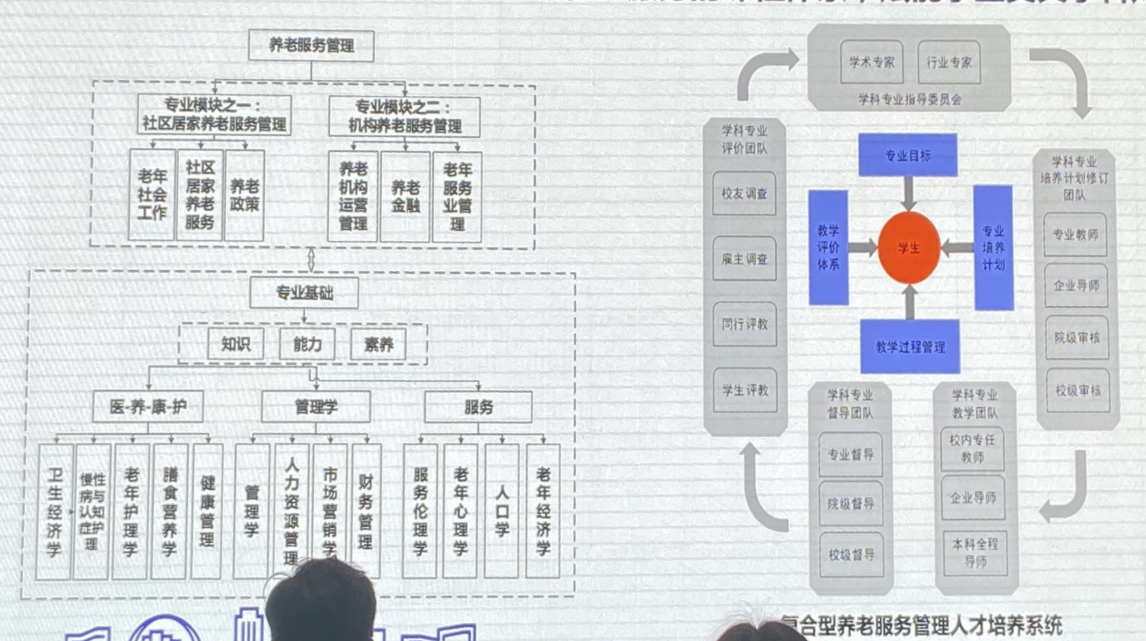 养老服务管理
专业模块之一：
社区居家养老服务管理
专业模块之二：
机构养老服务管理
老年
社会
工作
社区
居家
养老
服务
养老
政策
养老
机构
运营
管理
养老
金融
老年
服务
业管
理
专业基础
知识
能力
素养
医-养-康-护
管理学
服务
卫生经济学
慢性病与认知症护理
老年护理学
膳食营养学
健康管理
管理学
人力资源管理
市场营销学
财务管理
服务伦理学
老年心理学
人口学
老年经济学
学术专家
行业专家
学科专业指导委员会
学科专业
评价团队
校友调查
雇主调查
同行评教
学生评教
专业目标
教学
评价
体系
学生
专业
培养
计划
教学过程管理
学科专业
培养计划修订
团队
专业教师
企业导师
院级审核
校级审核
学科专业
督导团队
专业督导
院级督导
校级督导
学科专业
教学团队
校内专任
教师
企业导师
本科全程
导师
复合型养老服务管理人才培养系统